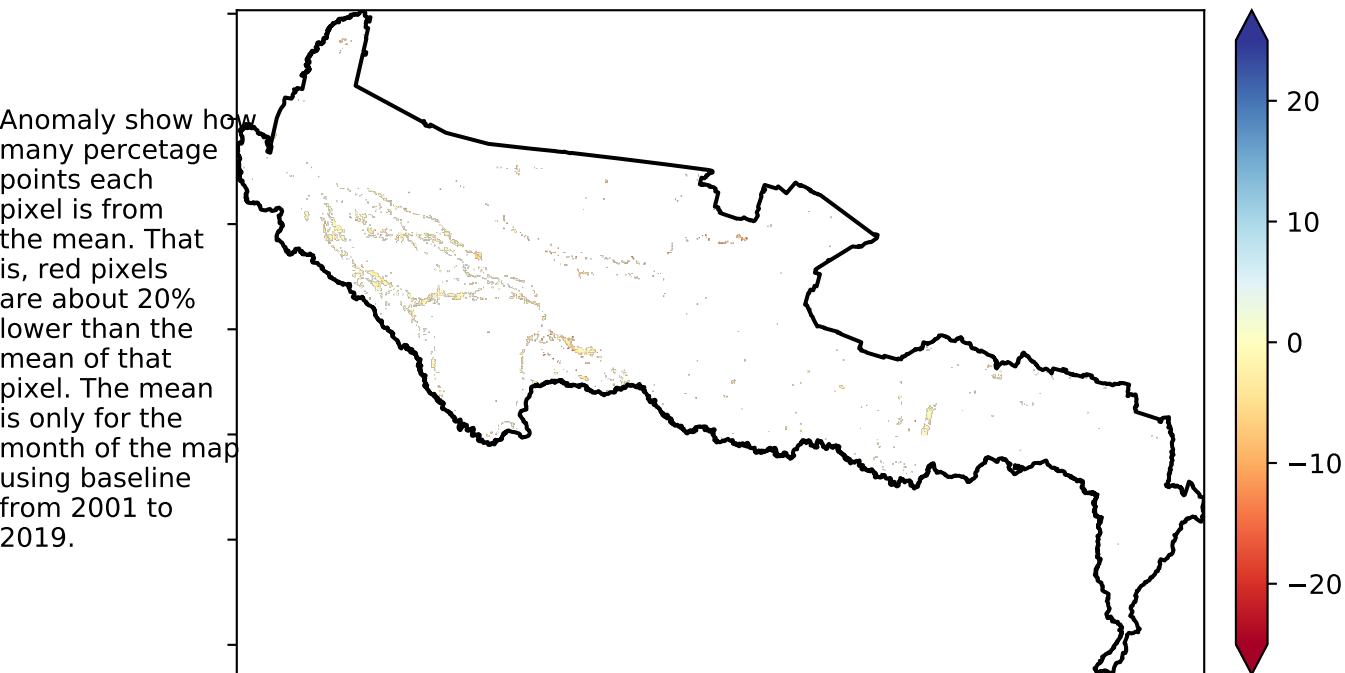 Anomaly show how
many percetage
points each
pixel is from
the mean. That
is, red pixels
are about 20%
lower than the
mean of that
pixel. The mean
is only for the
month of the map
using baseline
from 2001 to
2019.
20
10
0
−10
−20